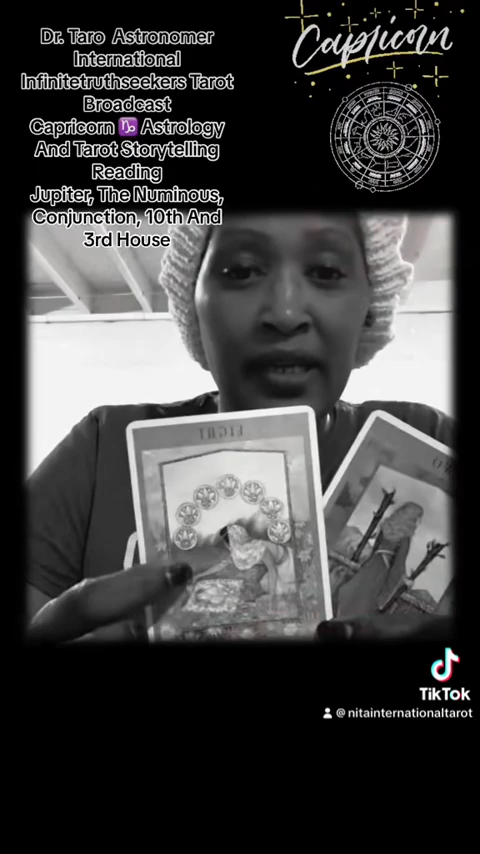 Dr. Taro Astronomer
International
Infinitetruthseekers Tarot
Broadcast
Capricorn ♑ Astrology
And Tarot Storytelling
Reading
Jupiter, The Numinous,
Conjunction, 10th And
3rd House
Capricorn
EIGHT
TikTok
@nitainternationaltarot